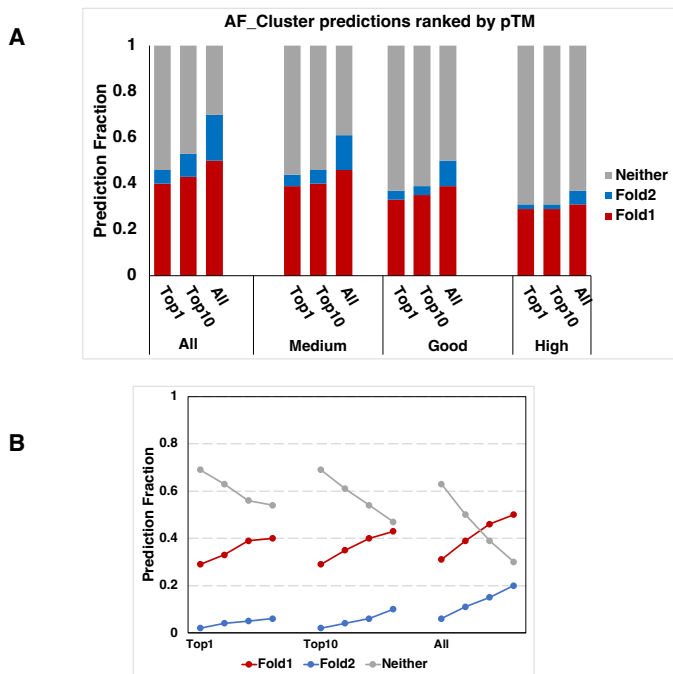 A
AF_Cluster predictions ranked by pTM
Prediction Fraction
1
0.8
0.6
0.4
0.2
0
Top1 Top10 All Top1 Top10 All Top1 Top10 All Top1 Top10 All
All Medium Good High
Neither
Fold2
Fold1
B
Prediction Fraction
1
0.8
0.6
0.4
0.2
0
Top1 Top10 All
Fold1 Fold2 Neither